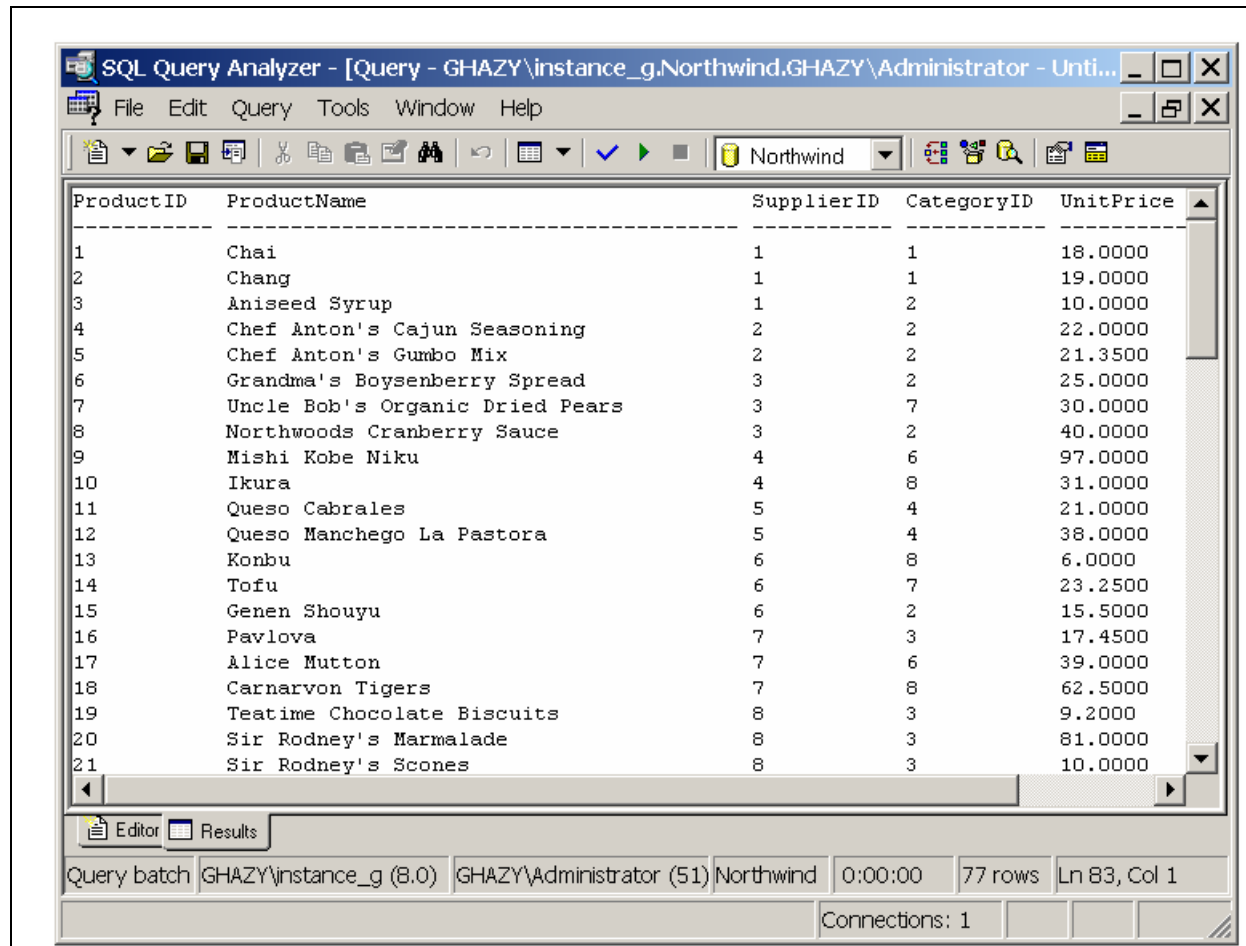 SQL Query Analyzer - [Query - GHAZY\instance_g.Northwind.GHAZY\Administrator - Unti...
File Edit Query Tools Window Help
Northwind
ProductID ProductName SupplierID CategoryID UnitPrice
----------- ---------------------------------------- ----------- ----------- ----------
1 Chai 1 1 18.0000
2 Chang 1 1 19.0000
3 Aniseed Syrup 1 2 10.0000
4 Chef Anton's Cajun Seasoning 2 2 22.0000
5 Chef Anton's Gumbo Mix 2 2 21.3500
6 Grandma's Boysenberry Spread 3 2 25.0000
7 Uncle Bob's Organic Dried Pears 3 7 30.0000
8 Northwoods Cranberry Sauce 3 2 40.0000
9 Mishi Kobe Niku 4 6 97.0000
10 Ikura 4 8 31.0000
11 Queso Cabrales 5 4 21.0000
12 Queso Manchego La Pastora 5 4 38.0000
13 Konbu 6 8 6.0000
14 Tofu 6 7 23.2500
15 Genen Shouyu 6 2 15.5000
16 Pavlova 7 3 17.4500
17 Alice Mutton 7 6 39.0000
18 Carnarvon Tigers 7 8 62.5000
19 Teatime Chocolate Biscuits 8 3 9.2000
20 Sir Rodney's Marmalade 8 3 81.0000
21 Sir Rodney's Scones 8 3 10.0000
Editor Results
Query batch GHAZY\instance_g (8.0) GHAZY\Administrator (51) Northwind 0:00:00 77 rows Ln 83, Col 1
Connections: 1